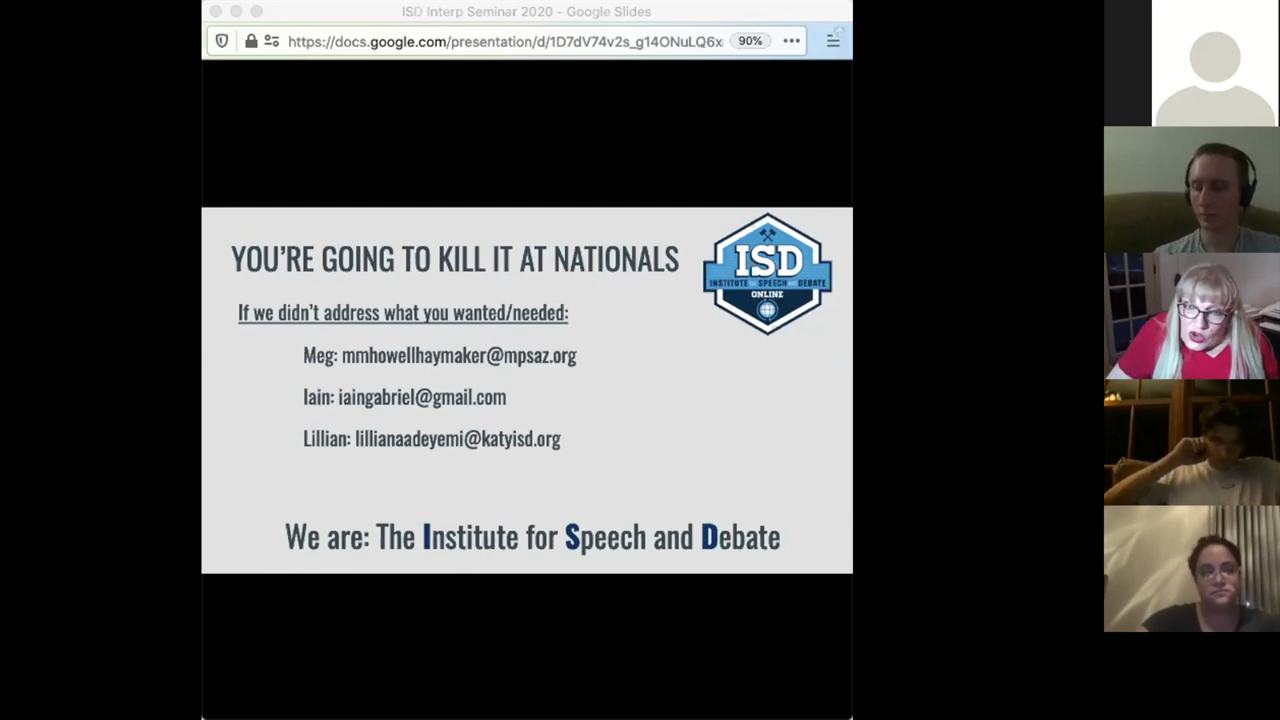 ISD Interp Seminar 2020 - Google Slides
https://docs.google.com/presentation/d/1D7dV74v2s_g14ONuLQ6x
90%
YOU'RE GOING TO KILL IT AT NATIONALS
ISD
INSTITUTE FOR SPEECH AND DEBATE
ONLINE
If we didn't address what you wanted/needed:
Meg: mmhowellhaymaker@mpsaz.org
Iain: iaingabriel@gmail.com
Lillian: lillianaadeyemi@katyisd.org
We are: The Institute for Speech and Debate